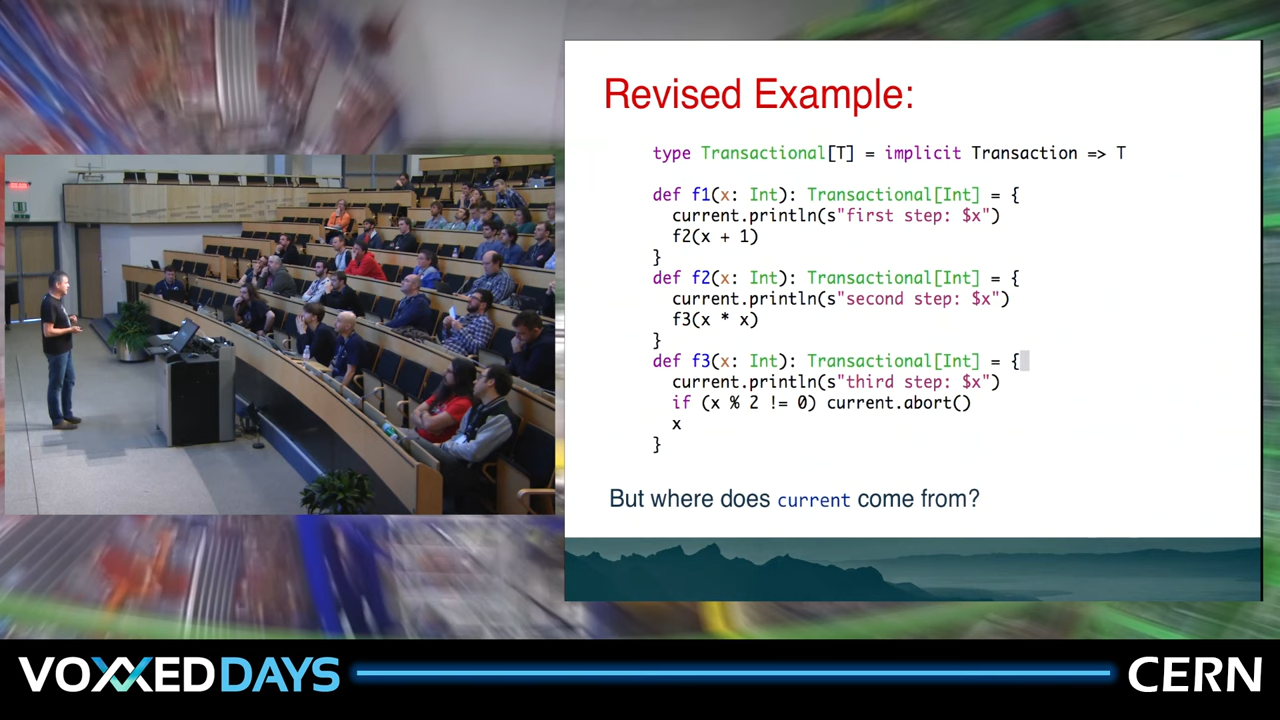 Revised Example:
type Transactional[T] = implicit Transaction => T
def f1(x: Int): Transactional[Int] = {
current.println(s"first step: $x")
f2(x + 1)
}
def f2(x: Int): Transactional[Int] = {
current.println(s"second step: $x")
f3(x * x)
}
def f3(x: Int): Transactional[Int] = {
current.println(s"third step: $x")
if (x % 2 != 0) current.abort()
x
}
But where does current come from?
VOXXED DAYS
CERN